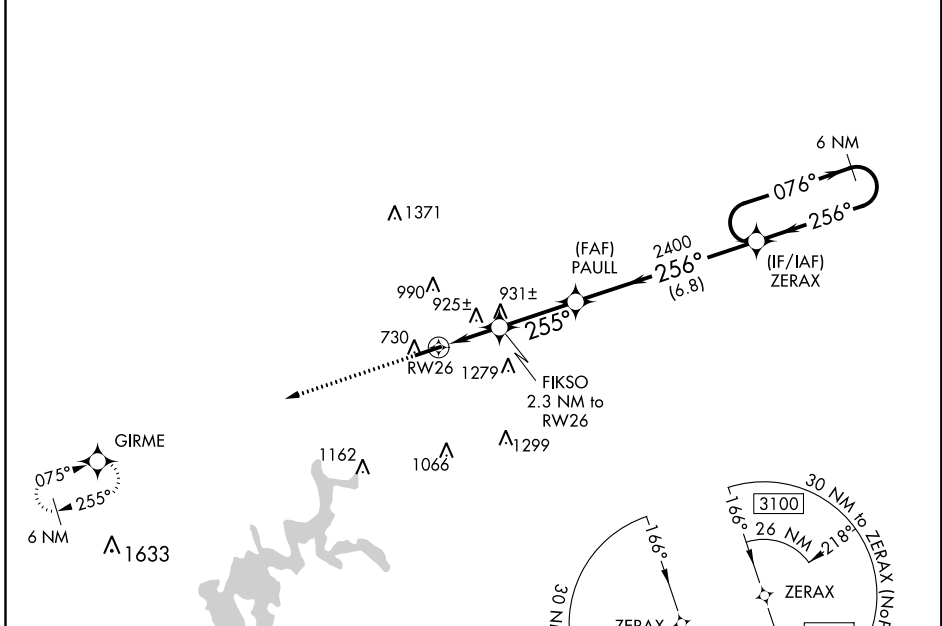 6 NM
076°
256°
1371
2400
256°
(6.8)
(FAF)
PAULL
(IF/IAF)
ZERAX
990
925±
931±
255°
730
RW26
1279
FIKSO
2.3 NM to
RW26
1299
1162
1066
GIRME
075°
255°
6 NM
1633
30 NM to ZERAX (NoP
3100
166°
26 NM
218°
ZERAX
166°
30 N
ZERAX